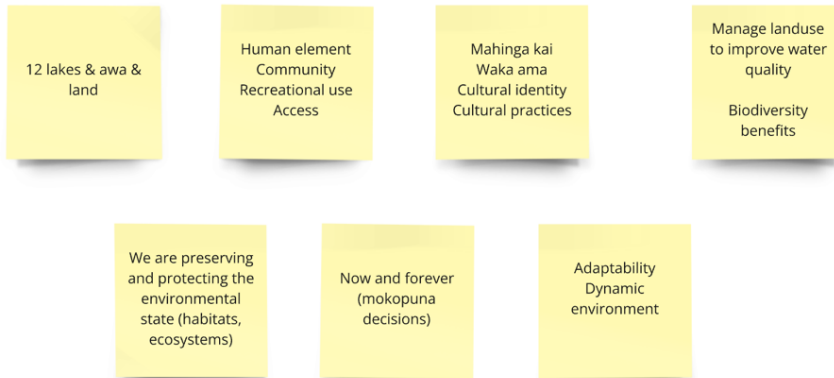 12 lakes & awa &
land
Human element
Community
Recreational use
Access
Mahinga kai
Waka ama
Cultural identity
Cultural practices
Manage landuse
to improve water
quality
Biodiversity
benefits
We are preserving
and protecting the
environmental
state (habitats,
ecosystems)
Now and forever
(mokopuna
decisions)
Adaptability
Dynamic
environment